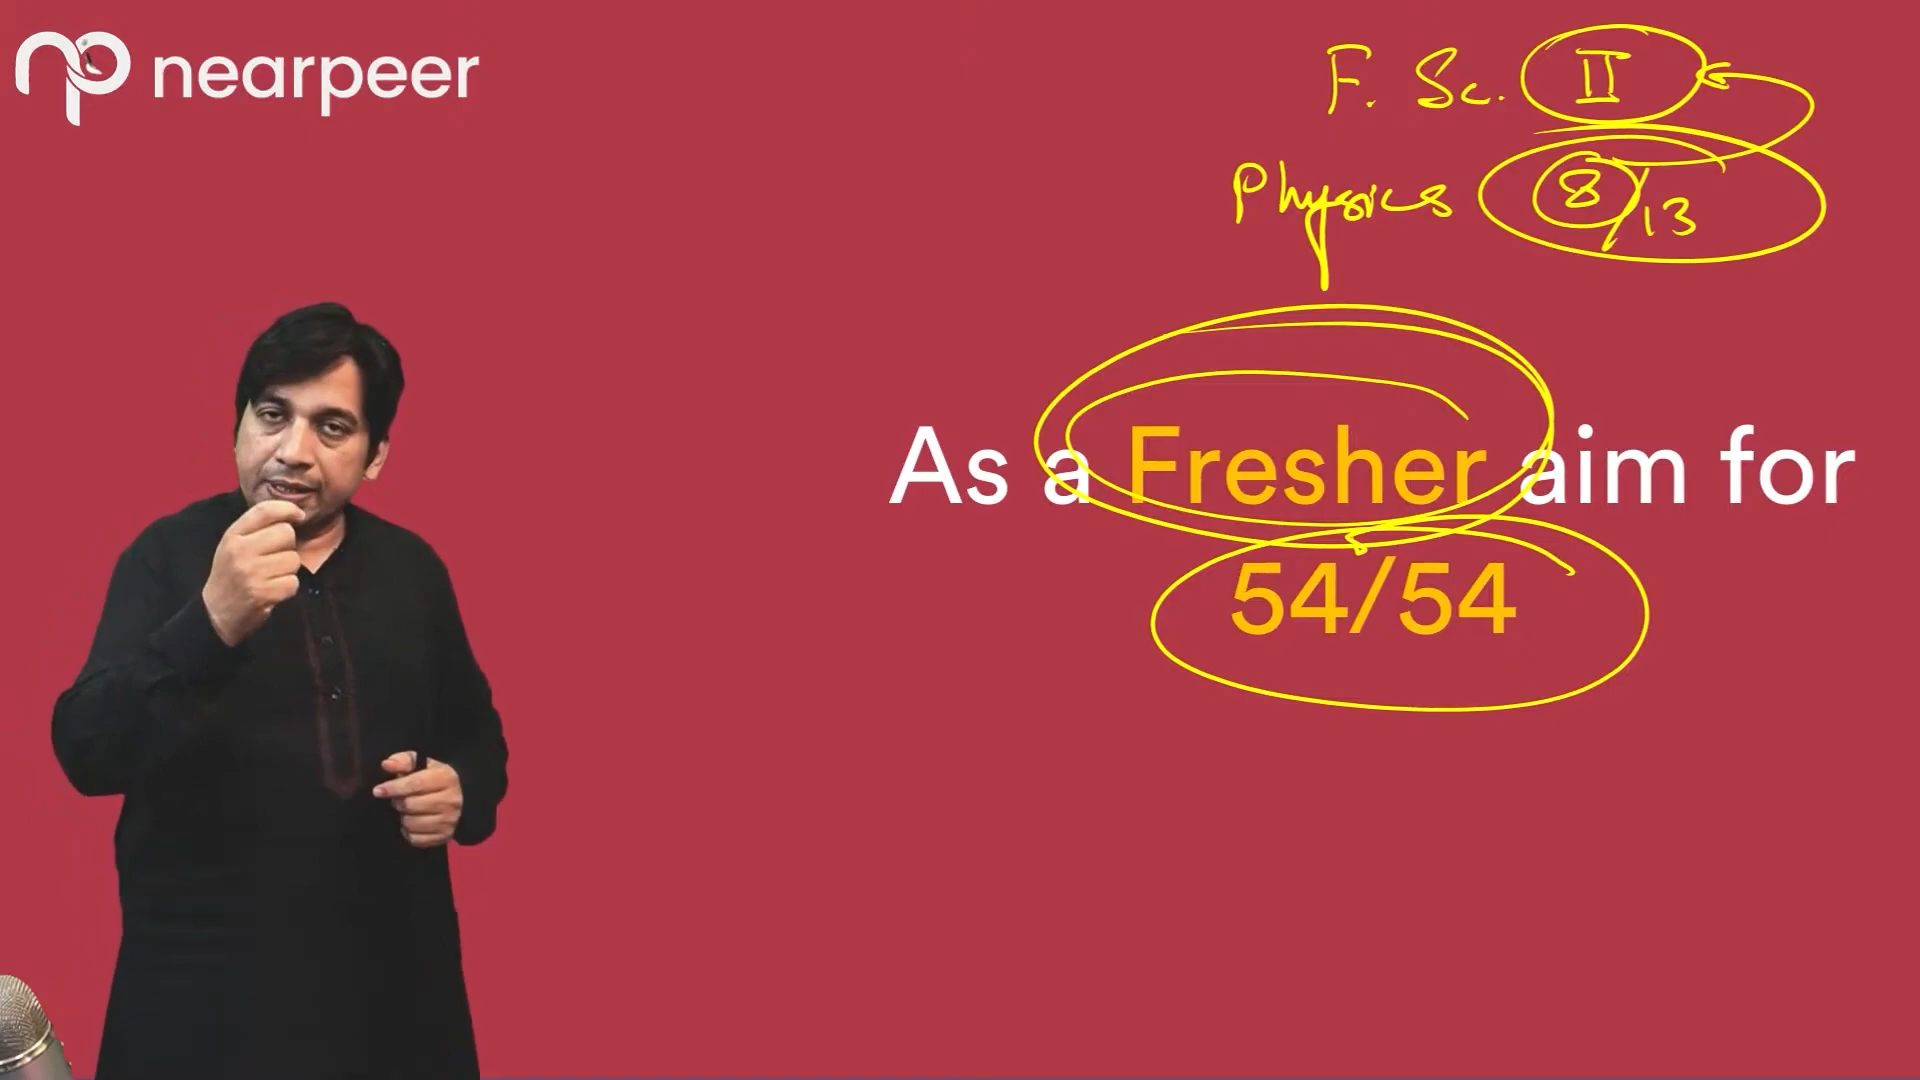 nearpeer
F. Sc. II
Physics 8/13
As a Fresher aim for
54/54